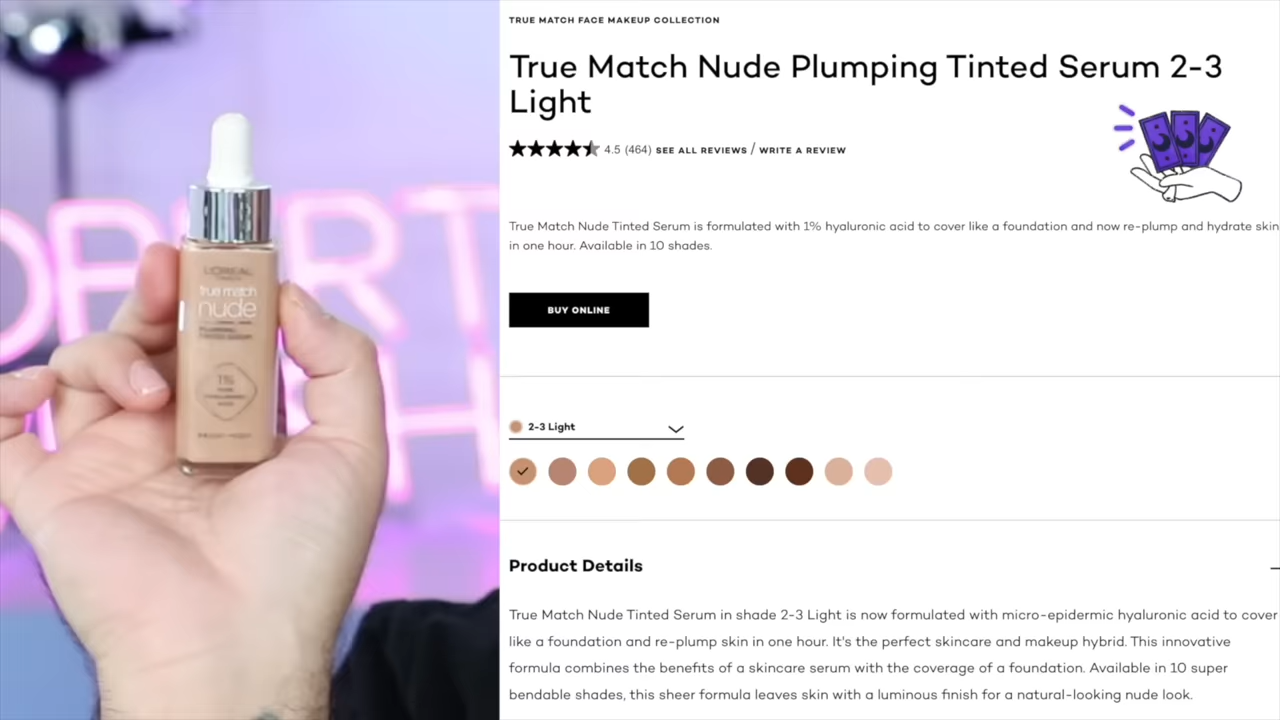 TRUE MATCH FACE MAKEUP COLLECTION
True Match Nude Plumping Tinted Serum 2-3
Light
4.5 (464) SEE ALL REVIEWS / WRITE A REVIEW
True Match Nude Tinted Serum is formulated with 1% hyaluronic acid to cover like a foundation and now re-plump and hydrate skin
in one hour. Available in 10 shades.
BUY ONLINE
2-3 Light
Product Details
True Match Nude Tinted Serum in shade 2-3 Light is now formulated with micro-epidermic hyaluronic acid to cover
like a foundation and re-plump skin in one hour. It's the perfect skincare and makeup hybrid. This innovative
formula combines the benefits of a skincare serum with the coverage of a foundation. Available in 10 super
bendable shades, this sheer formula leaves skin with a luminous finish for a natural-looking nude look.
L'ORÉAL
true match
nude
PLUMPING
TINTED SERUM
1%